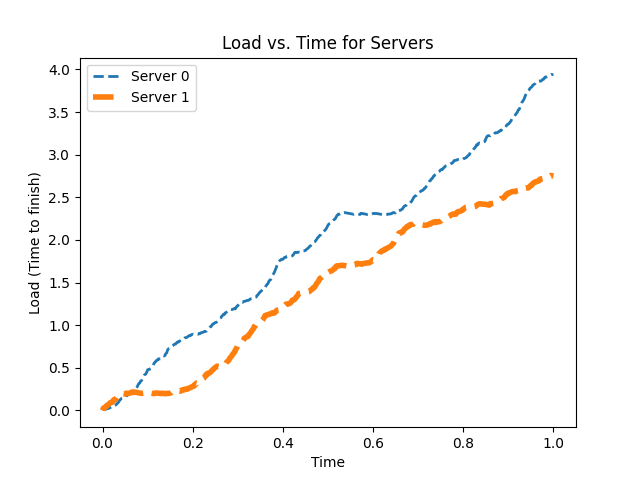 Load vs. Time for Servers
Server 0
Server 1
Load (Time to finish)
4.0
3.5
3.0
2.5
2.0
1.5
1.0
0.5
0.0
0.0 0.2 0.4 0.6 0.8 1.0
Time